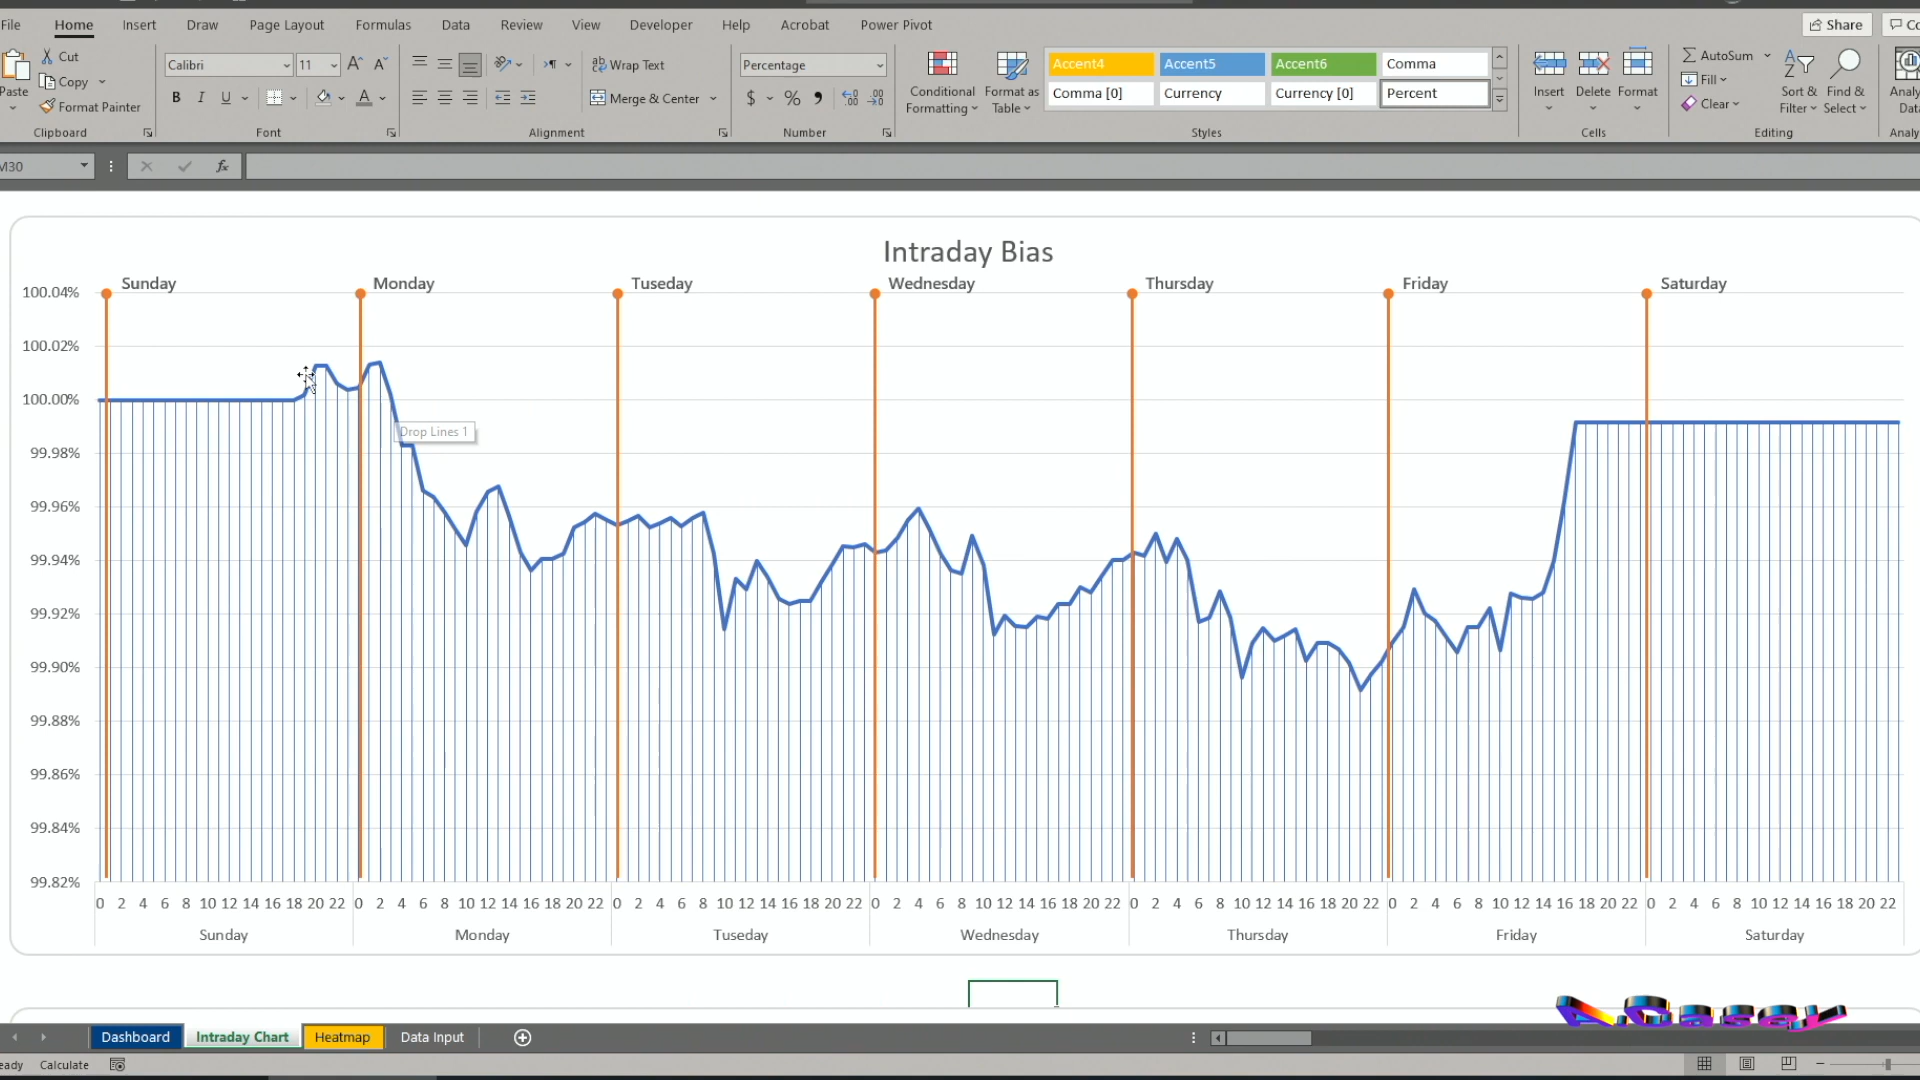 File Home Insert Draw Page Layout Formulas Data Review View Developer Help Acrobat Power Pivot Share
Cut
Copy
Paste
Format Painter
Clipboard
Calibri 11
B I U
Font
Wrap Text
Merge & Center
Alignment
Percentage
$ %
Number
Conditional Formatting
Format as Table
Accent4 Accent5 Accent6 Comma
Comma [0] Currency Currency [0] Percent
Styles
Insert Delete Format
Cells
AutoSum
Fill
Clear
Sort & Filter
Find & Select
Editing
M30
fx
Intraday Bias
Sunday Monday Tuseday Wednesday Thursday Friday Saturday
100.04%
100.02%
100.00%
Drop Lines 1
99.98%
99.96%
99.94%
99.92%
99.90%
99.88%
99.86%
99.84%
99.82%
0 2 4 6 8 10 12 14 16 18 20 22 0 2 4 6 8 10 12 14 16 18 20 22 0 2 4 6 8 10 12 14 16 18 20 22 0 2 4 6 8 10 12 14 16 18 20 22 0 2 4 6 8 10 12 14 16 18 20 22 0 2 4 6 8 10 12 14 16 18 20 22 0 2 4 6 8 10 12 14 16 18 20 22
Sunday Monday Tuseday Wednesday Thursday Friday Saturday
Dashboard Intraday Chart Heatmap Data Input
Calculate